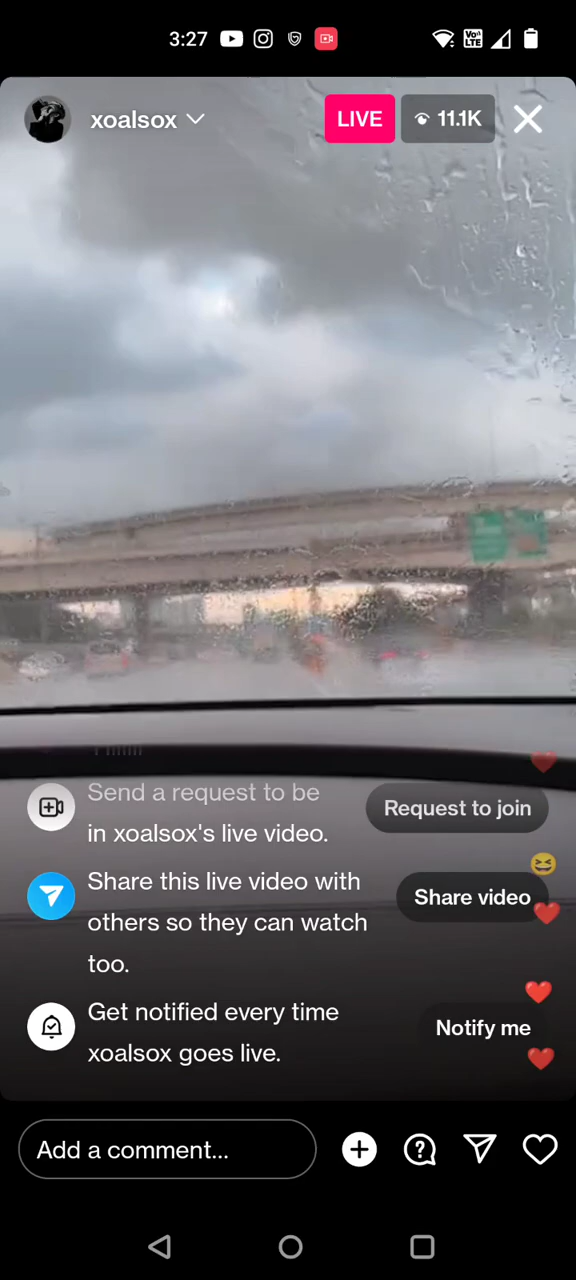 3:27
Vo) LTE
xoalsox
LIVE
11.1K
Send a request to be
in xoalsox's live video.
Request to join
Share this live video with
others so they can watch
too.
Share video
Get notified every time
xoalsox goes live.
Notify me
Add a comment...